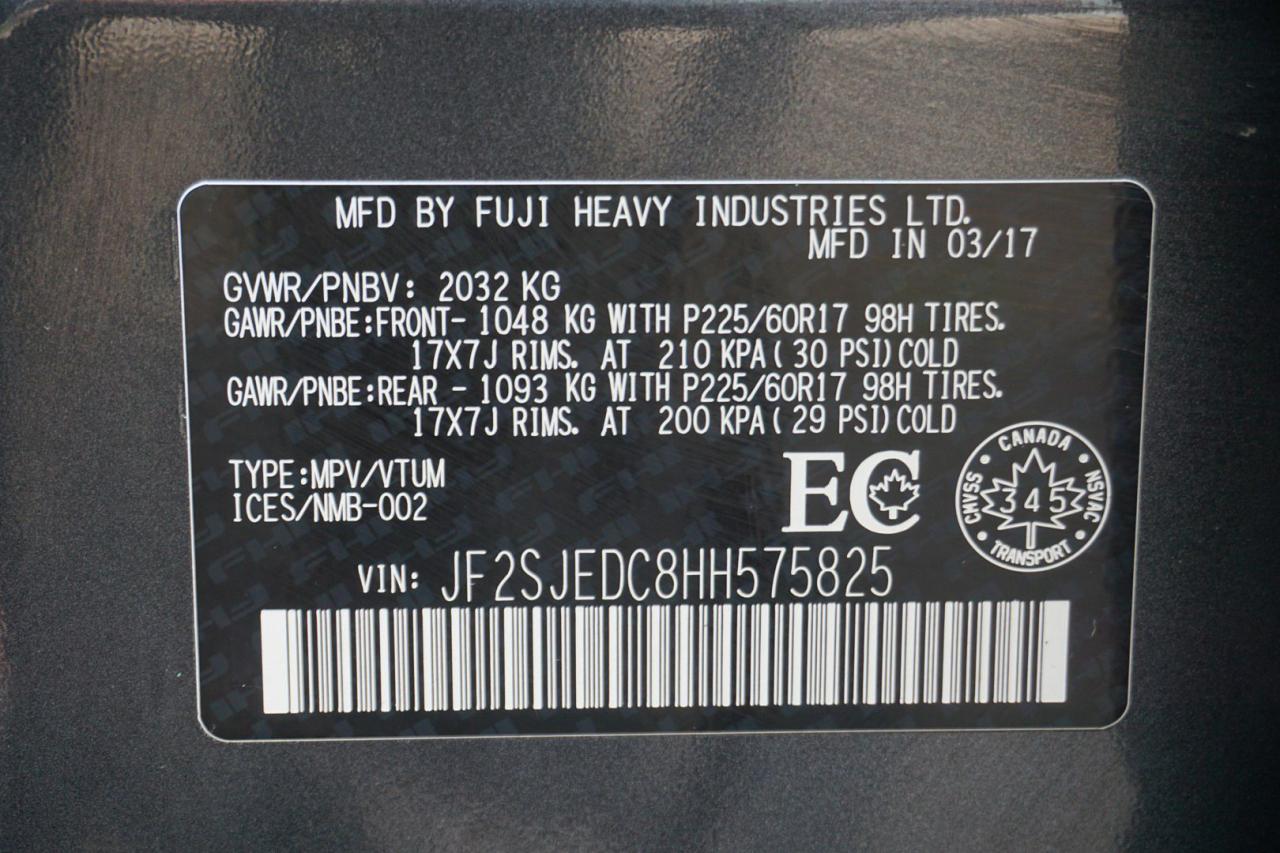 MFD BY FUJI HEAVY INDUSTRIES LTD.
MFD IN 03/17
GVWR/PNBV: 2032 KG
GAWR/PNBE:FRONT- 1048 KG WITH P225/60R17 98H TIRES.
17X7J RIMS. AT 210 KPA(30 PSI)COLD
GAWR/PNBE:REAR - 1093 KG WITH P225/60R17 98H TIRES.
17X7J RIMS. AT 200 KPA(29 PSI)COLD
TYPE:MPV/VTUM
ICES/NMB-002
EC
CANADA
CMVSS
345
NSVAC
TRANSPORT
VIN: JF2SJEDC8HH575825